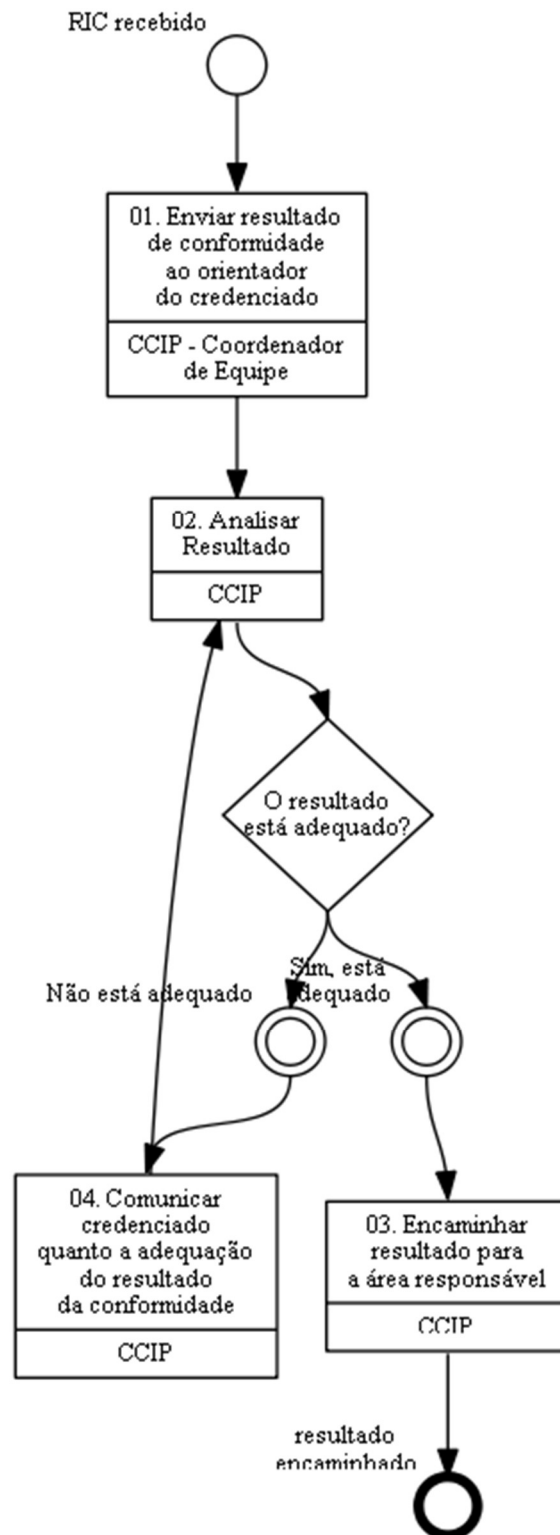 RIC recebido
01. Enviar resultado
de conformidade
ao orientador
do credenciado
CCIP - Coordenador
de Equipe
02. Analisar
Resultado
CCIP
O resultado
está adequado?
Sim, está
adequado
Não está adequado
04. Comunicar
credenciado
quanto a adequação
do resultado
da conformidade
CCIP
03. Encaminhar
resultado para
a área responsável
CCIP
resultado
encaminhado